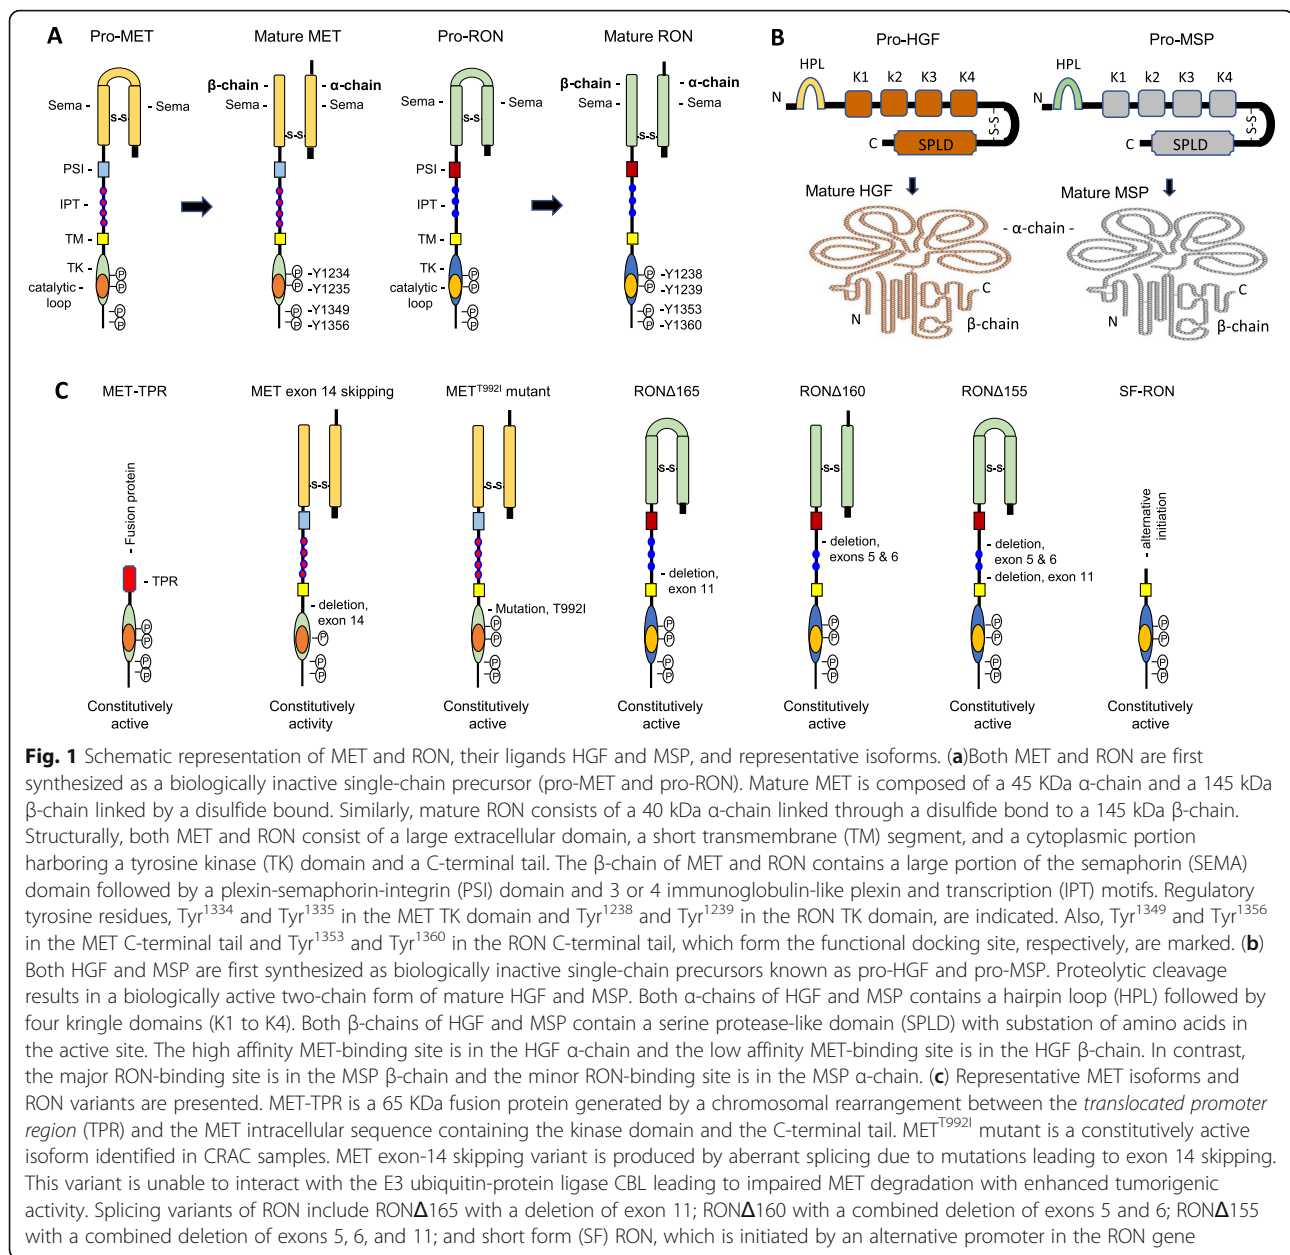 A
Pro-MET
Mature MET
Pro-RON
Mature RON
β-chain
α-chain
β-chain
α-chain
Sema
Sema
Sema
Sema
Sema
Sema
Sema
Sema
S-S
S-S
S-S
S-S
PSI
PSI
IPT
IPT
TM
TM
TK
TK
catalytic loop
catalytic loop
P
P
P
P
-Y1234
-Y1235
-Y1349
-Y1356
P
P
P
P
-Y1238
-Y1239
-Y1353
-Y1360
B
Pro-HGF
Pro-MSP
HPL
K1 k2 K3 K4
HPL
K1 k2 K3 K4
N
N
S-S
S-S
C
SPLD
C
SPLD
Mature HGF
Mature MSP
- α-chain -
C
C
N
β-chain
N
β-chain
C
MET-TPR
MET exon 14 skipping
MET^T992I mutant
RONΔ165
RONΔ160
RONΔ155
SF-RON
- Fusion protein
- TPR
- deletion,
exon 14
- Mutation, T992I
- deletion,
exon 11
- deletion,
exons 5 & 6
- deletion,
exon 5 & 6
- deletion, exon 11
- alternative
initiation
Constitutively
active
Constitutively
activity
Constitutively
active
Constitutively
active
Constitutively
active
Constitutively
active
Constitutively
active
Fig. 1 Schematic representation of MET and RON, their ligands HGF and MSP, and representative isoforms. (a)Both MET and RON are first
synthesized as a biologically inactive single-chain precursor (pro-MET and pro-RON). Mature MET is composed of a 45 KDa α-chain and a 145 kDa
β-chain linked by a disulfide bound. Similarly, mature RON consists of a 40 kDa α-chain linked through a disulfide bond to a 145 kDa β-chain.
Structurally, both MET and RON consist of a large extracellular domain, a short transmembrane (TM) segment, and a cytoplasmic portion
harboring a tyrosine kinase (TK) domain and a C-terminal tail. The β-chain of MET and RON contains a large portion of the semaphorin (SEMA)
domain followed by a plexin-semaphorin-integrin (PSI) domain and 3 or 4 immunoglobulin-like plexin and transcription (IPT) motifs. Regulatory
tyrosine residues, Tyr^1334 and Tyr^1335 in the MET TK domain and Tyr^1238 and Tyr^1239 in the RON TK domain, are indicated. Also, Tyr^1349 and Tyr^1356
in the MET C-terminal tail and Tyr^1353 and Tyr^1360 in the RON C-terminal tail, which form the functional docking site, respectively, are marked. (b)
Both HGF and MSP are first synthesized as biologically inactive single-chain precursors known as pro-HGF and pro-MSP. Proteolytic cleavage
results in a biologically active two-chain form of mature HGF and MSP. Both α-chains of HGF and MSP contains a hairpin loop (HPL) followed by
four kringle domains (K1 to K4). Both β-chains of HGF and MSP contain a serine protease-like domain (SPLD) with substation of amino acids in
the active site. The high affinity MET-binding site is in the HGF α-chain and the low affinity MET-binding site is in the HGF β-chain. In contrast,
the major RON-binding site is in the MSP β-chain and the minor RON-binding site is in the MSP α-chain. (c) Representative MET isoforms and
RON variants are presented. MET-TPR is a 65 KDa fusion protein generated by a chromosomal rearrangement between the translocated promoter
region (TPR) and the MET intracellular sequence containing the kinase domain and the C-terminal tail. MET^T992I mutant is a constitutively active
isoform identified in CRAC samples. MET exon-14 skipping variant is produced by aberrant splicing due to mutations leading to exon 14 skipping.
This variant is unable to interact with the E3 ubiquitin-protein ligase CBL leading to impaired MET degradation with enhanced tumorigenic
activity. Splicing variants of RON include RONΔ165 with a deletion of exon 11; RONΔ160 with a combined deletion of exons 5 and 6; RONΔ155
with a combined deletion of exons 5, 6, and 11; and short form (SF) RON, which is initiated by an alternative promoter in the RON gene